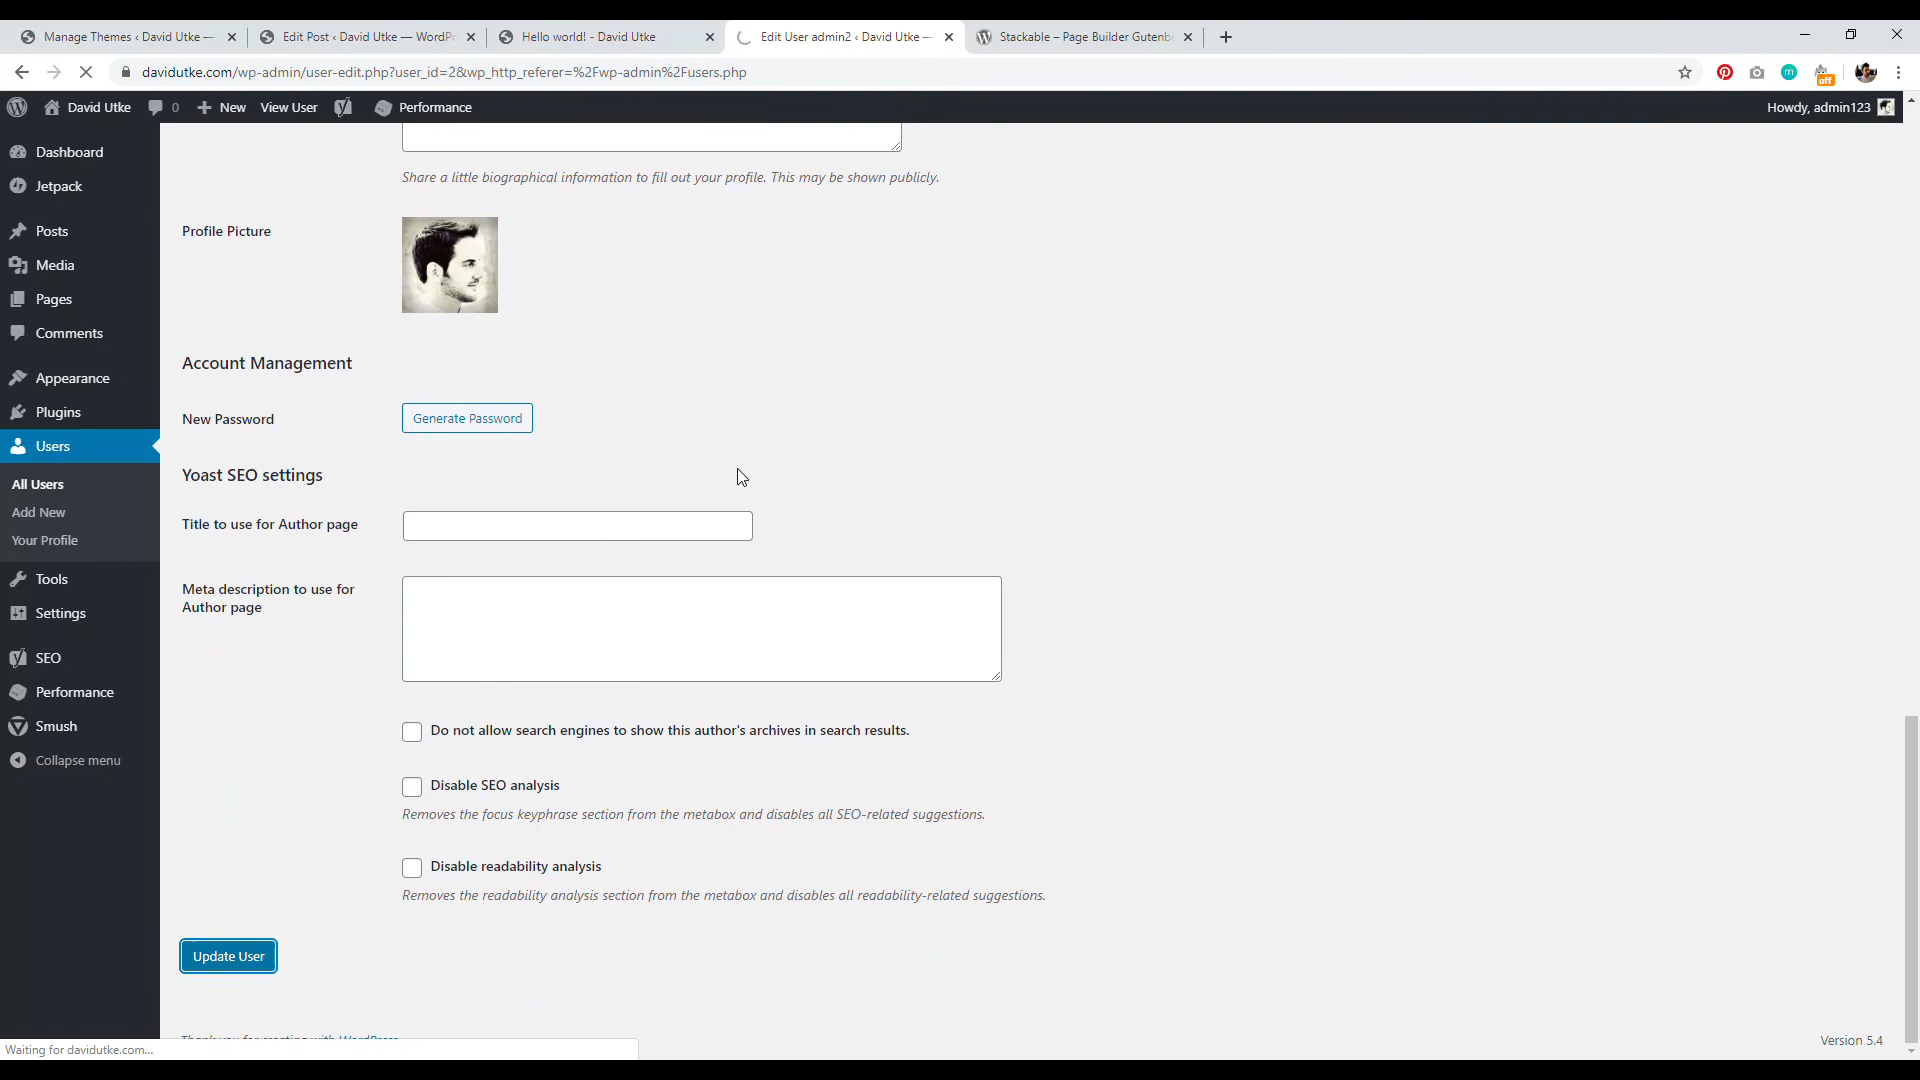 Manage Themes ‹ David Utke —
Edit Post ‹ David Utke — WordPr
Hello world! - David Utke
Edit User admin2 ‹ David Utke —
Stackable – Page Builder Gutenb
davidutke.com/wp-admin/user-edit.php?user_id=2&wp_http_referer=%2Fwp-admin%2Fusers.php
off
David Utke
0
New
View User
Performance
Howdy, admin123
Dashboard
Jetpack
Posts
Media
Pages
Comments
Appearance
Plugins
Users
All Users
Add New
Your Profile
Tools
Settings
SEO
Performance
Smush
Collapse menu
Share a little biographical information to fill out your profile. This may be shown publicly.
Profile Picture
Account Management
New Password
Generate Password
Yoast SEO settings
Title to use for Author page
Meta description to use for
Author page
Do not allow search engines to show this author's archives in search results.
Disable SEO analysis
Removes the focus keyphrase section from the metabox and disables all SEO-related suggestions.
Disable readability analysis
Removes the readability analysis section from the metabox and disables all readability-related suggestions.
Update User
Thank you for creating with WordPress.
Version 5.4
Waiting for davidutke.com...